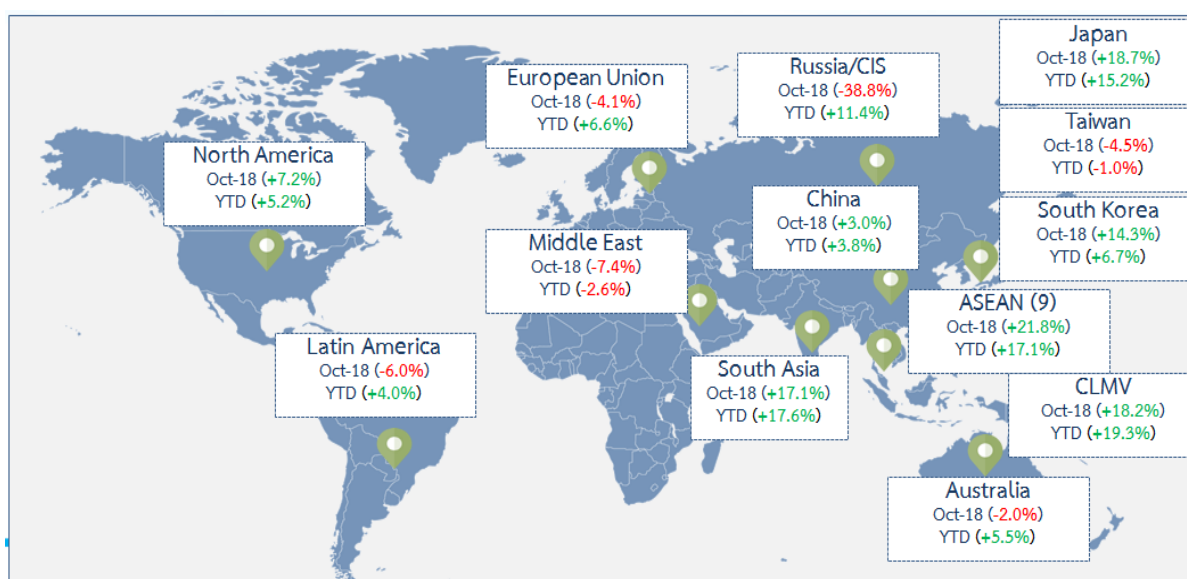 Japan
Oct-18 (+18.7%)
YTD (+15.2%)
European Union
Oct-18 (-4.1%)
YTD (+6.6%)
Russia/CIS
Oct-18 (-38.8%)
YTD (+11.4%)
Taiwan
Oct-18 (-4.5%)
YTD (-1.0%)
North America
Oct-18 (+7.2%)
YTD (+5.2%)
China
Oct-18 (+3.0%)
YTD (+3.8%)
South Korea
Oct-18 (+14.3%)
YTD (+6.7%)
Middle East
Oct-18 (-7.4%)
YTD (-2.6%)
ASEAN (9)
Oct-18 (+21.8%)
YTD (+17.1%)
Latin America
Oct-18 (-6.0%)
YTD (+4.0%)
South Asia
Oct-18 (+17.1%)
YTD (+17.6%)
CLMV
Oct-18 (+18.2%)
YTD (+19.3%)
Australia
Oct-18 (-2.0%)
YTD (+5.5%)